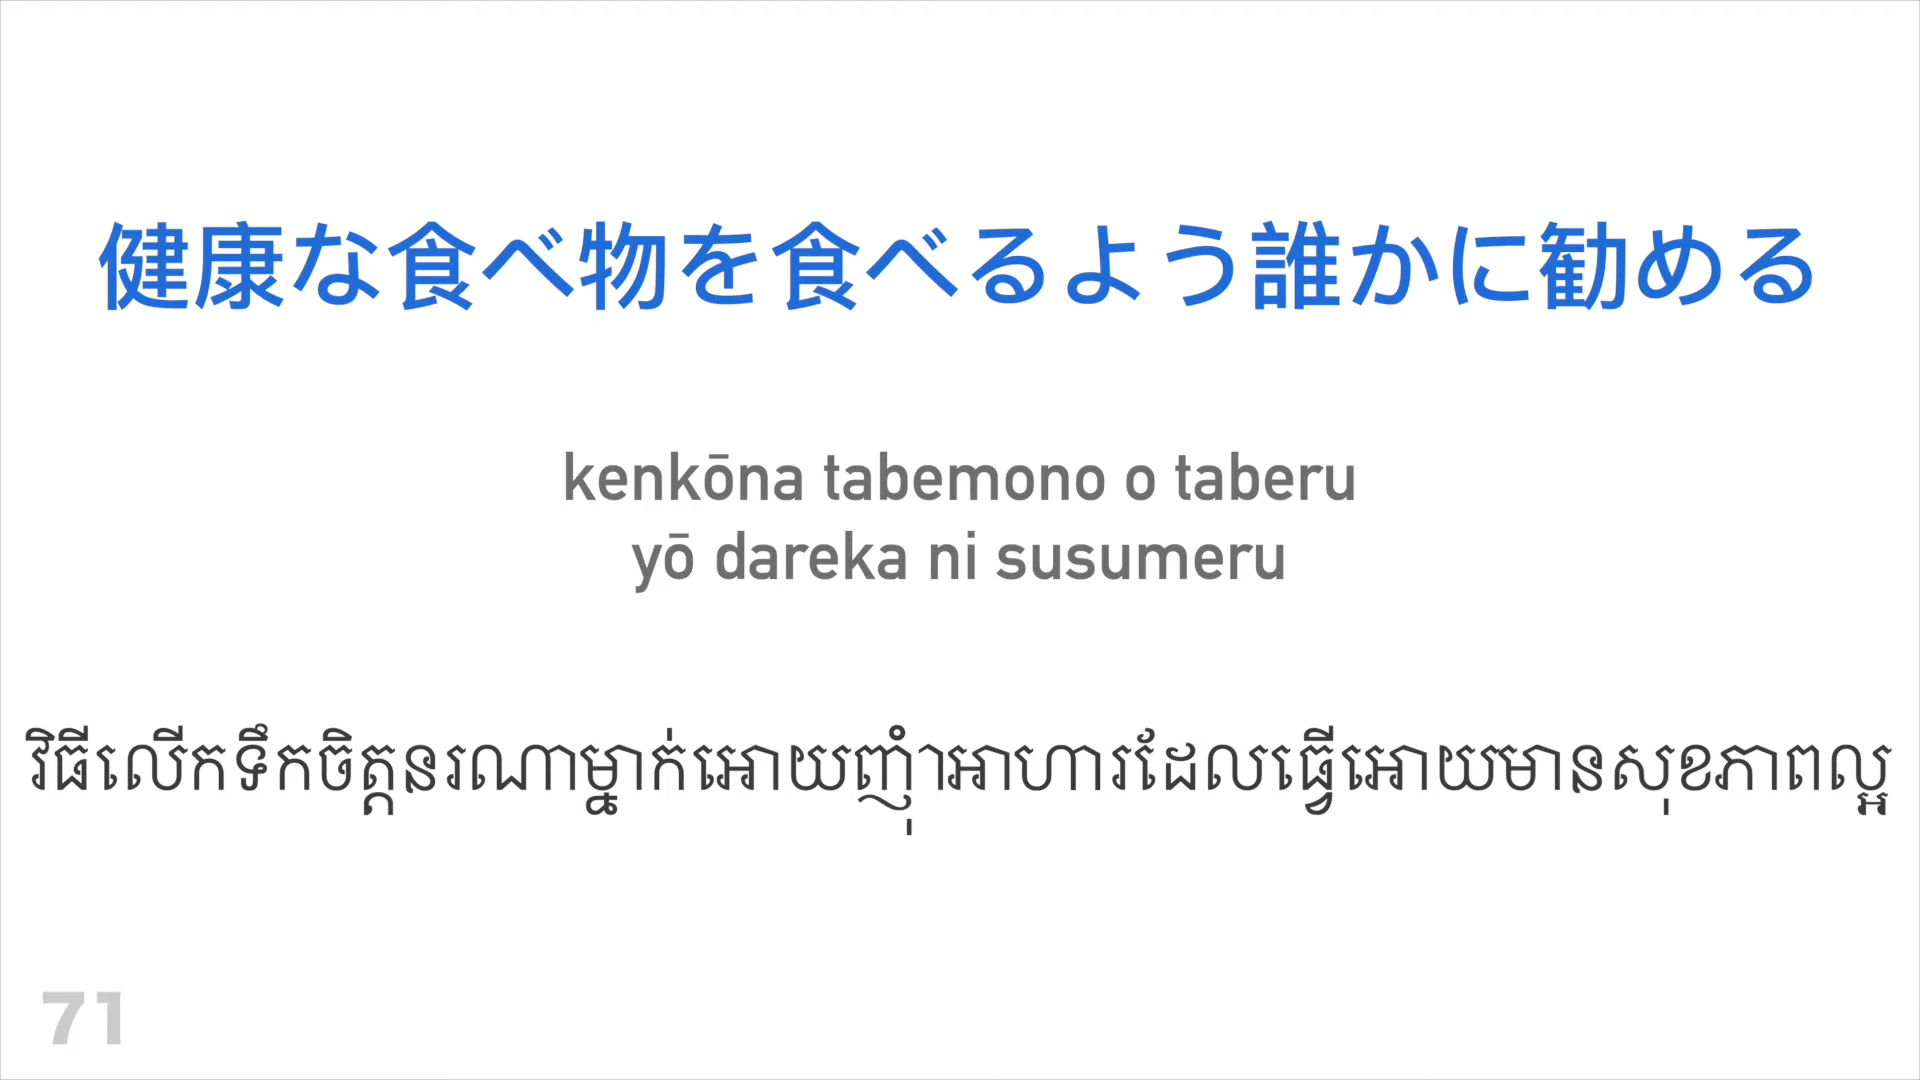 健康な食べ物を食べるよう誰かに勧める
kenkōna tabemono o taberu
yō dareka ni susumeru
វិធីលើកទឹកចិត្តនរណាម្នាក់អោយញ៉ុំាអាហារដែលធ្វើអោយមានសុខភាពល្អ
71